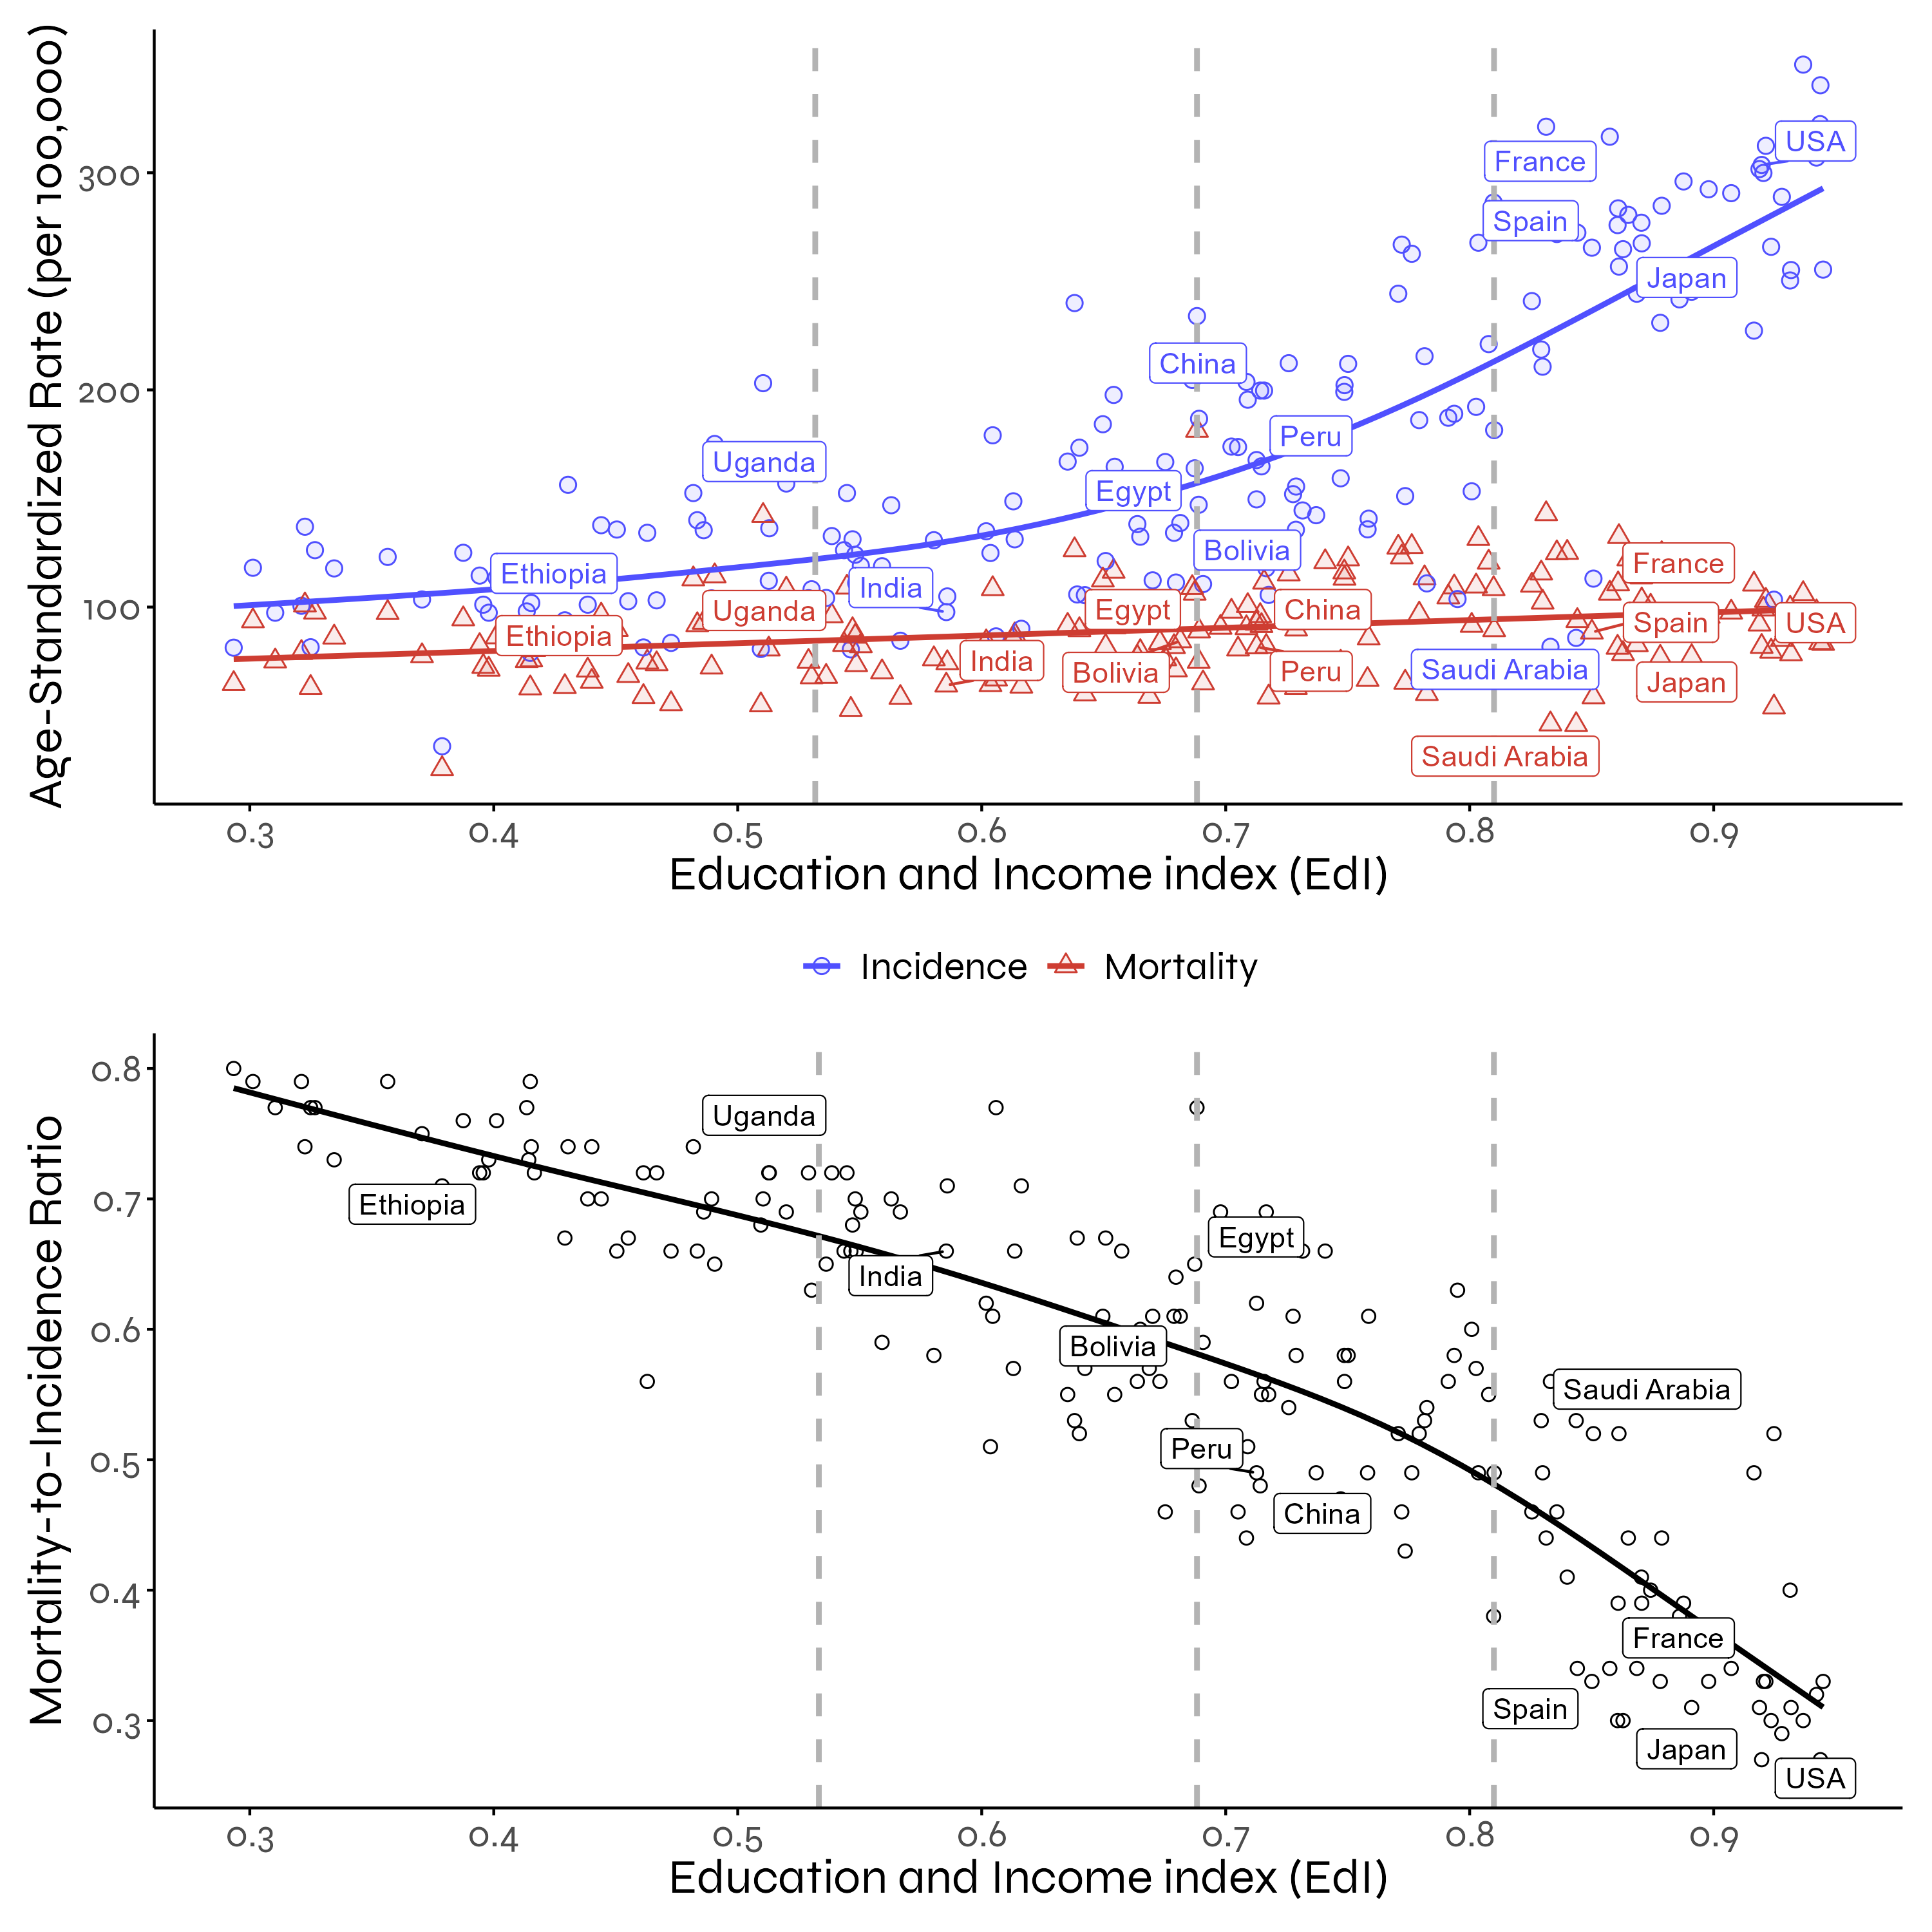 Age-Standardized Rate (per 100,000)
300
200
100
France
USA
Spain
Japan
China
Peru
Uganda
Egypt
Bolivia
Ethiopia
India
France
Uganda
Egypt
China
Spain
USA
Ethiopia
India
Bolivia
Peru
Saudi Arabia
Japan
Saudi Arabia
0.3 0.4 0.5 0.6 0.7 0.8 0.9
Education and Income index (EdI)
Incidence Mortality
Mortality-to-Incidence Ratio
0.8
0.7
0.6
0.5
0.4
0.3
Uganda
Ethiopia
Egypt
India
Bolivia
Saudi Arabia
Peru
China
France
Spain
Japan
USA
0.3 0.4 0.5 0.6 0.7 0.8 0.9
Education and Income index (EdI)